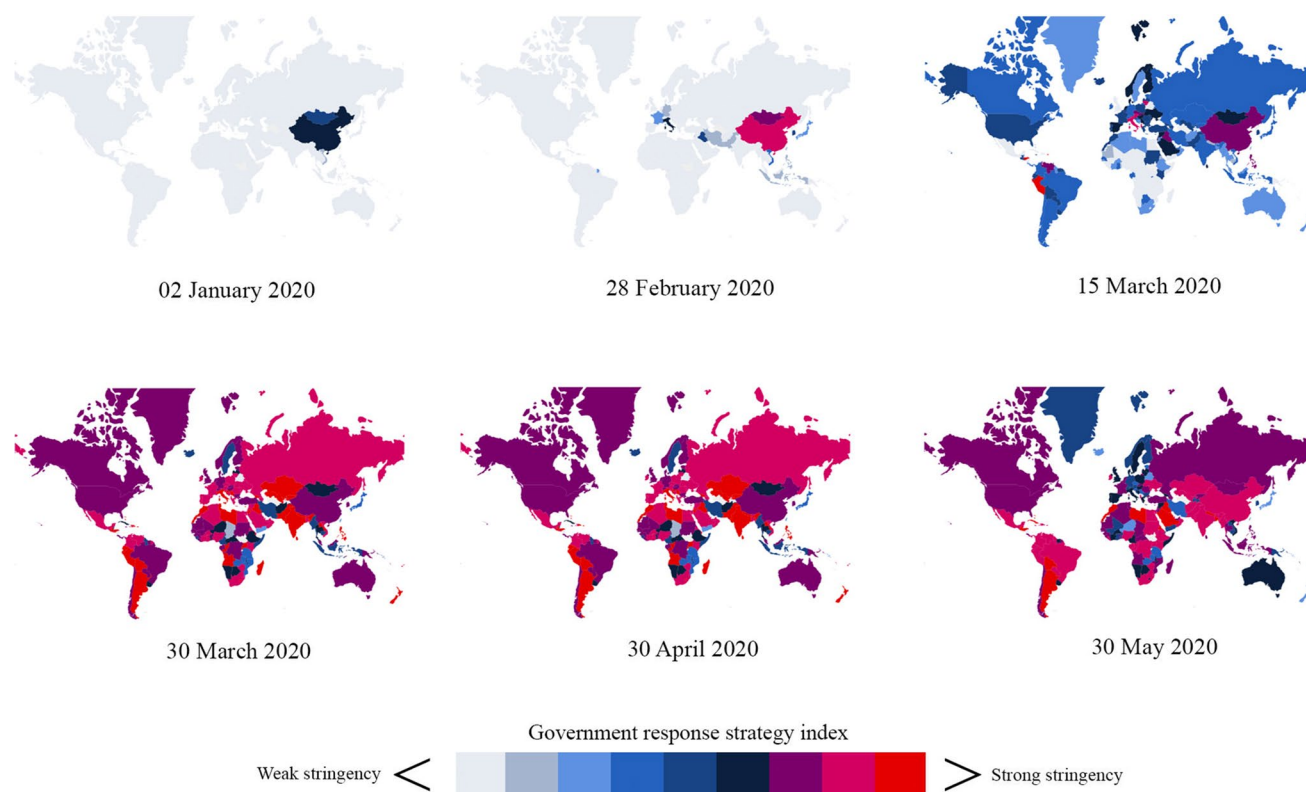 02 January 2020
28 February 2020
15 March 2020
30 March 2020
30 April 2020
30 May 2020
Government response strategy index
Weak stringency
Strong stringency